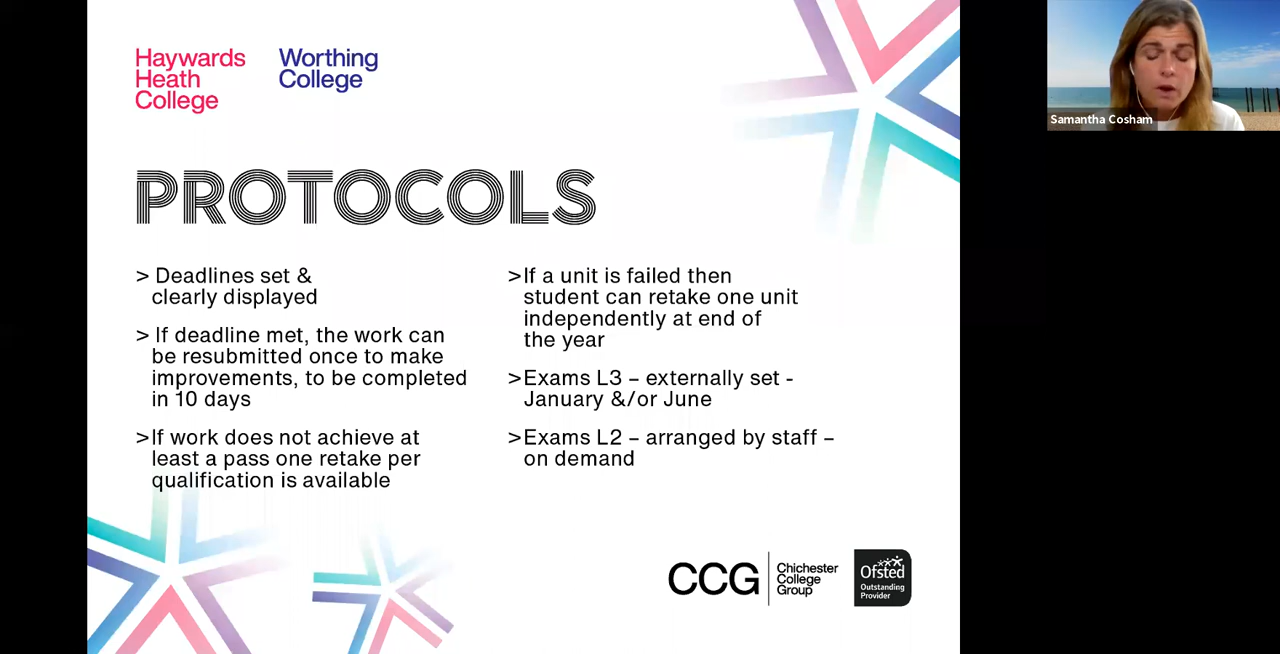 Haywards
Heath
College
Worthing
College
Samantha Cosham
PROTOCOLS
> Deadlines set &
clearly displayed
> If deadline met, the work can
be resubmitted once to make
improvements, to be completed
in 10 days
>If work does not achieve at
least a pass one retake per
qualification is available
>If a unit is failed then
student can retake one unit
independently at end of
the year
>Exams L3 – externally set -
January &/or June
>Exams L2 – arranged by staff –
on demand
CCG
Chichester
College
Group
Ofsted
Outstanding
Provider